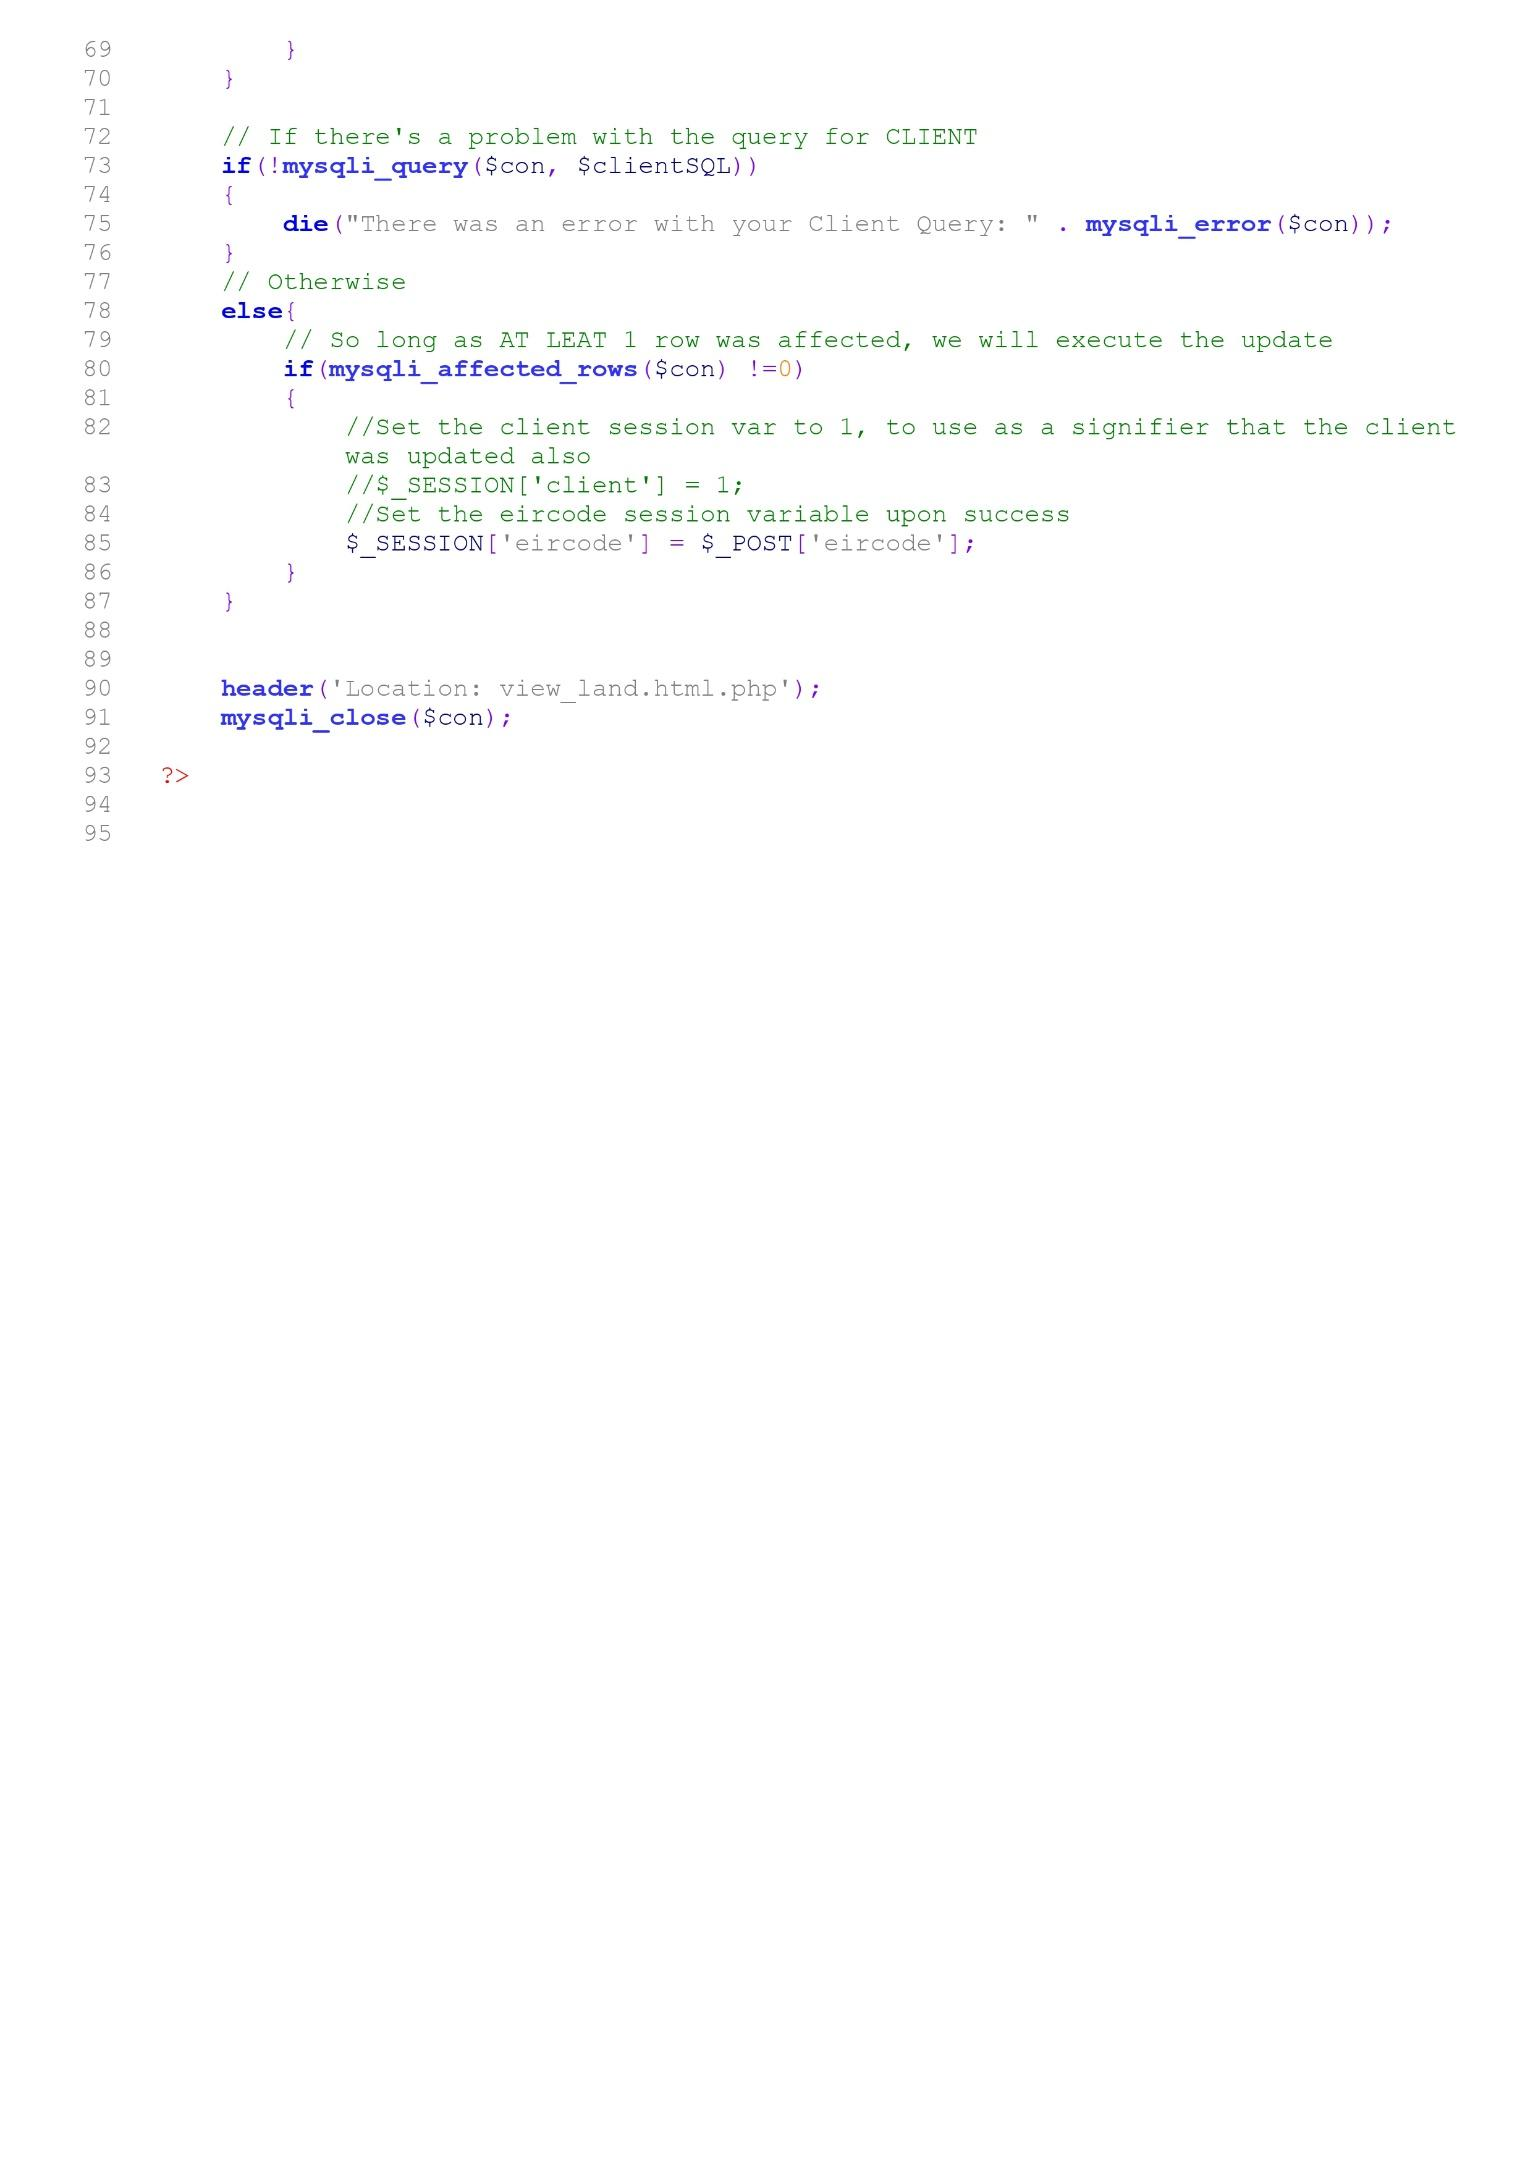 69 }
70 }
71
72 // If there's a problem with the query for CLIENT
73 if(!mysqli_query($con, $clientSQL))
74 {
75 die("There was an error with your Client Query: " . mysqli_error($con));
76 }
77 // Otherwise
78 else{
79 // So long as AT LEAT 1 row was affected, we will execute the update
80 if(mysqli_affected_rows($con) !=0)
81 {
82 //Set the client session var to 1, to use as a signifier that the client
was updated also
83 //$_SESSION['client'] = 1;
84 //Set the eircode session variable upon success
85 $_SESSION['eircode'] = $_POST['eircode'];
86 }
87 }
88
89
90 header('Location: view_land.html.php');
91 mysqli_close($con);
92
93 ?>
94
95